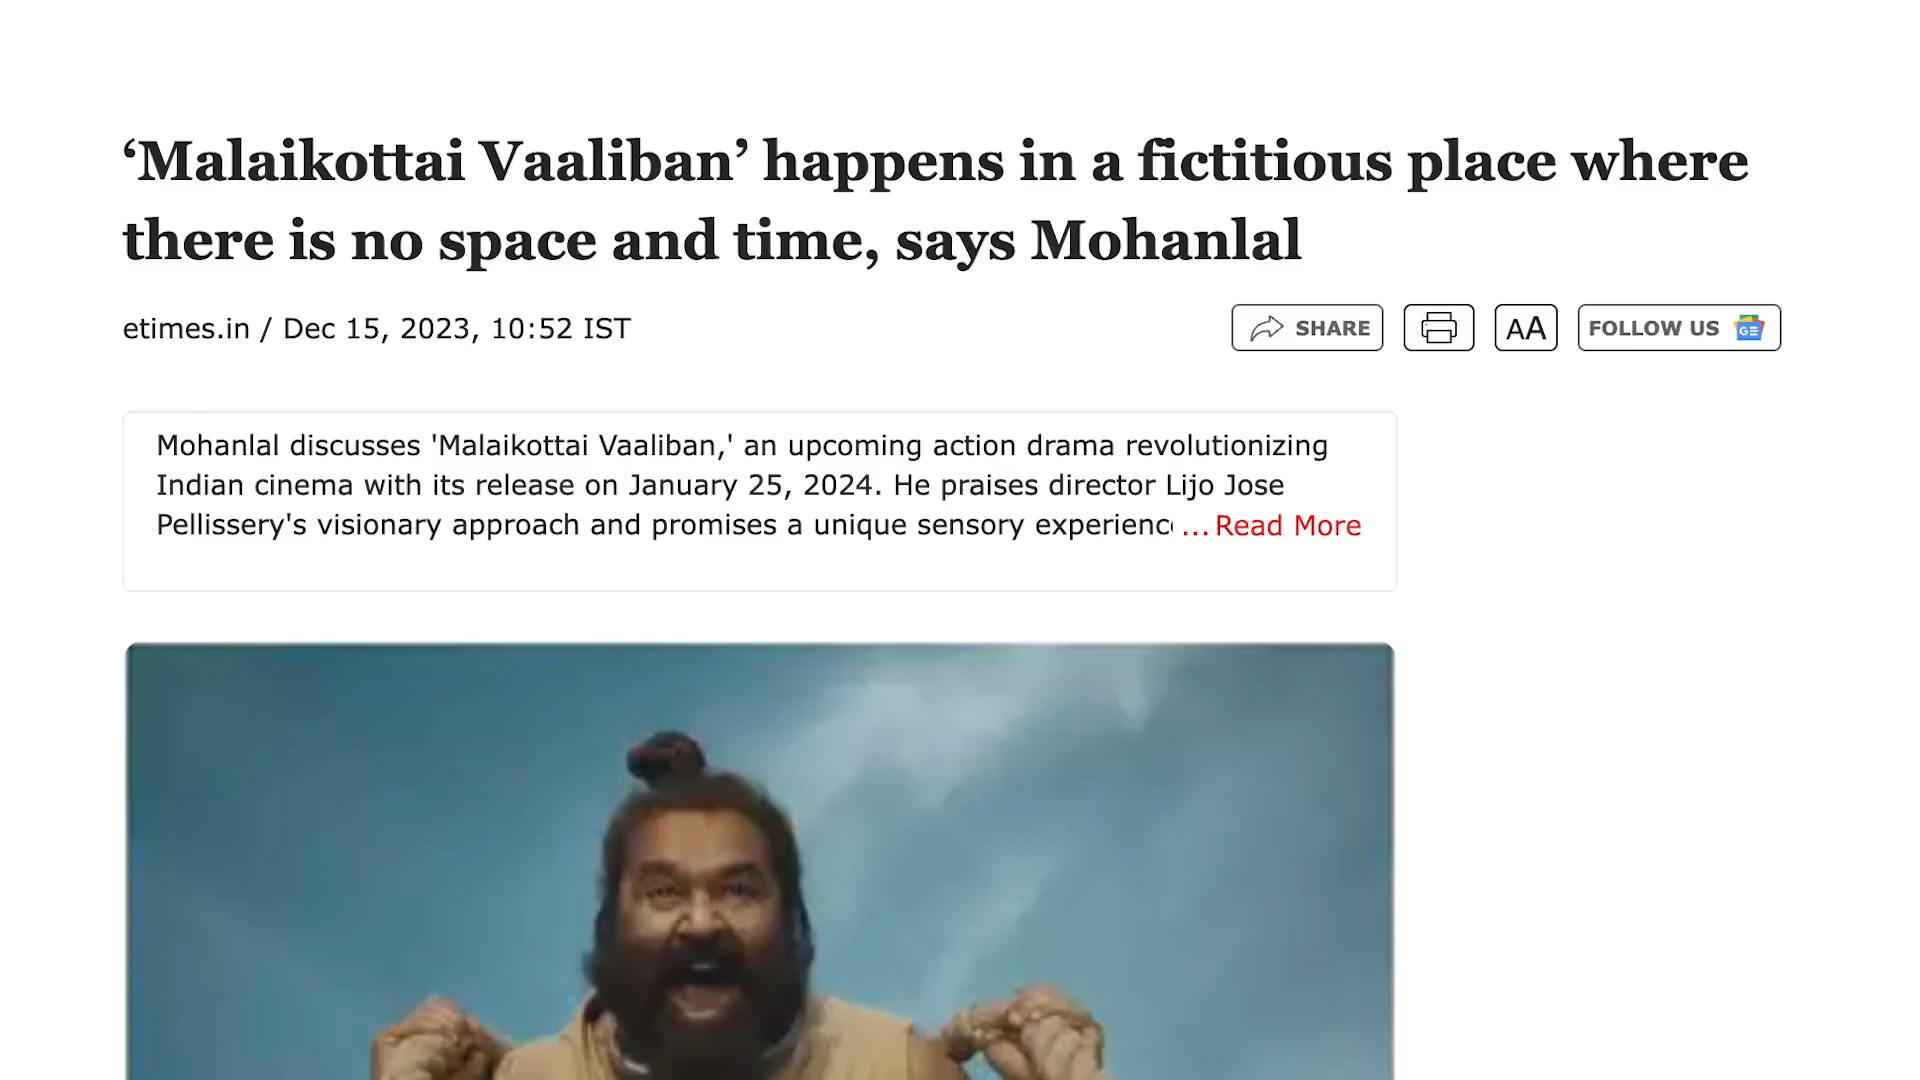 ‘Malaikottai Vaaliban’ happens in a fictitious place where
there is no space and time, says Mohanlal
etimes.in / Dec 15, 2023, 10:52 IST
SHARE
AA
FOLLOW US
GE
Mohanlal discusses 'Malaikottai Vaaliban,' an upcoming action drama revolutionizing
Indian cinema with its release on January 25, 2024. He praises director Lijo Jose
Pellissery's visionary approach and promises a unique sensory experienc ... Read More